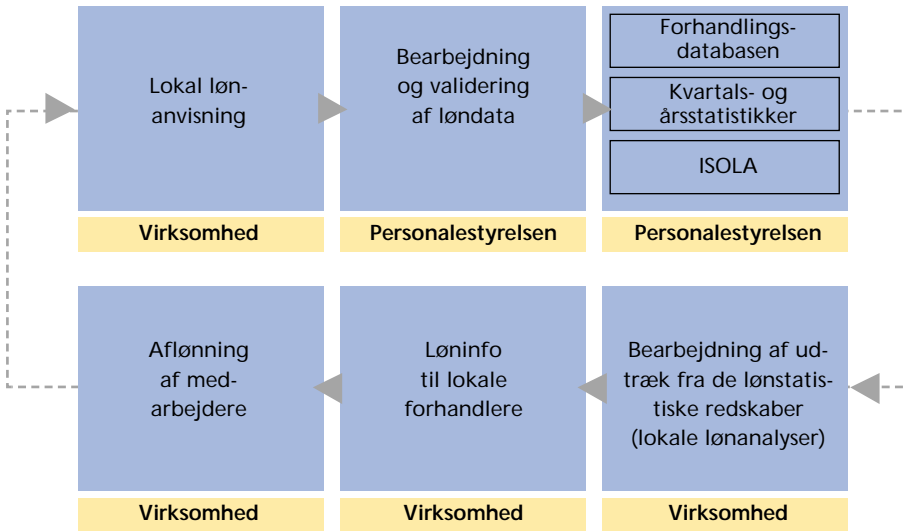 Lokal løn-
anvisning
Virksomhed
Bearbejdning
og validering
af løndata
Personalestyrelsen
Forhandlings-
databasen
Kvartals- og
årsstatistikker
ISOLA
Personalestyrelsen
Aflønning
af med-
arbejdere
Virksomhed
Løninfo
til lokale
forhandlere
Virksomhed
Bearbejdning af ud-
træk fra de lønstatis-
tiske redskaber
(lokale lønanalyser)
Virksomhed